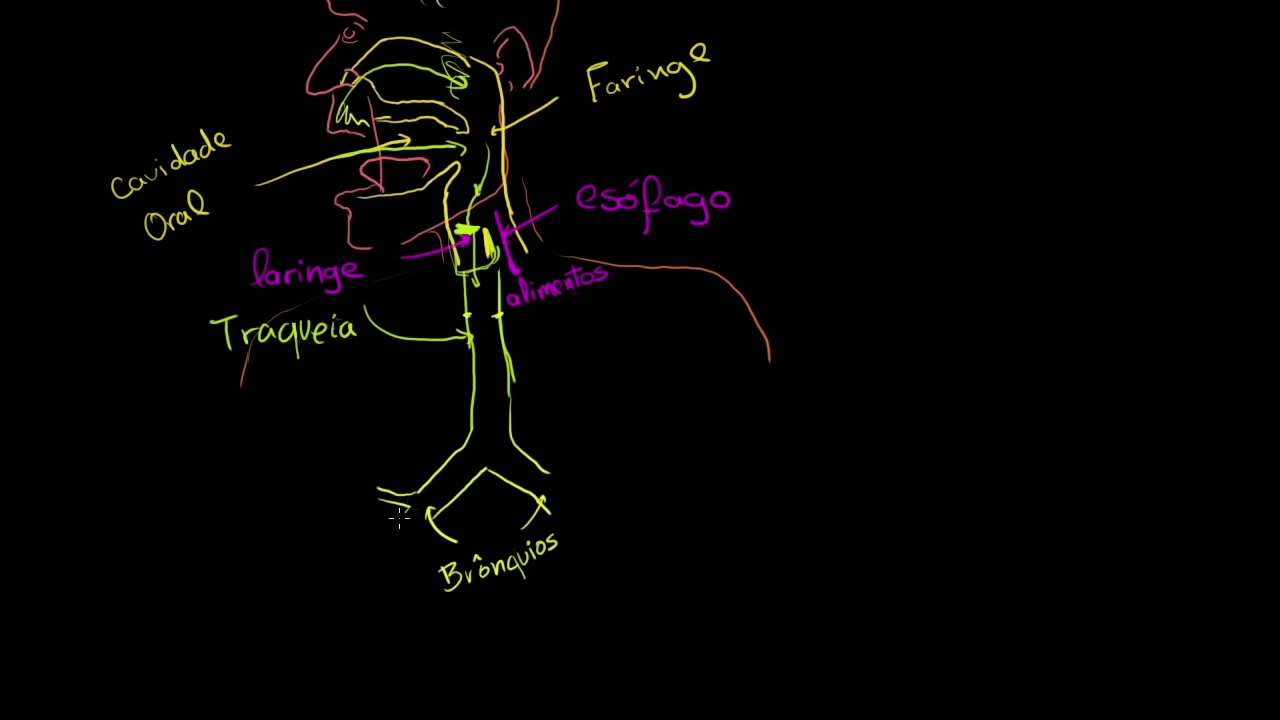 Faringe
Cavidade
Oral
esófago
laringe
alimentos
Traqueia
Brônquios